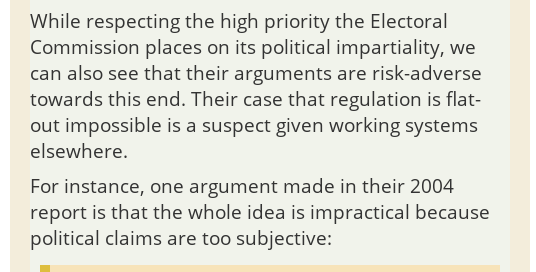 While respecting the high priority the Electoral
Commission places on its political impartiality, we
can also see that their arguments are risk-adverse
towards this end. Their case that regulation is flat-
out impossible is a suspect given working systems
elsewhere.
For instance, one argument made in their 2004
report is that the whole idea is impractical because
political claims are too subjective: